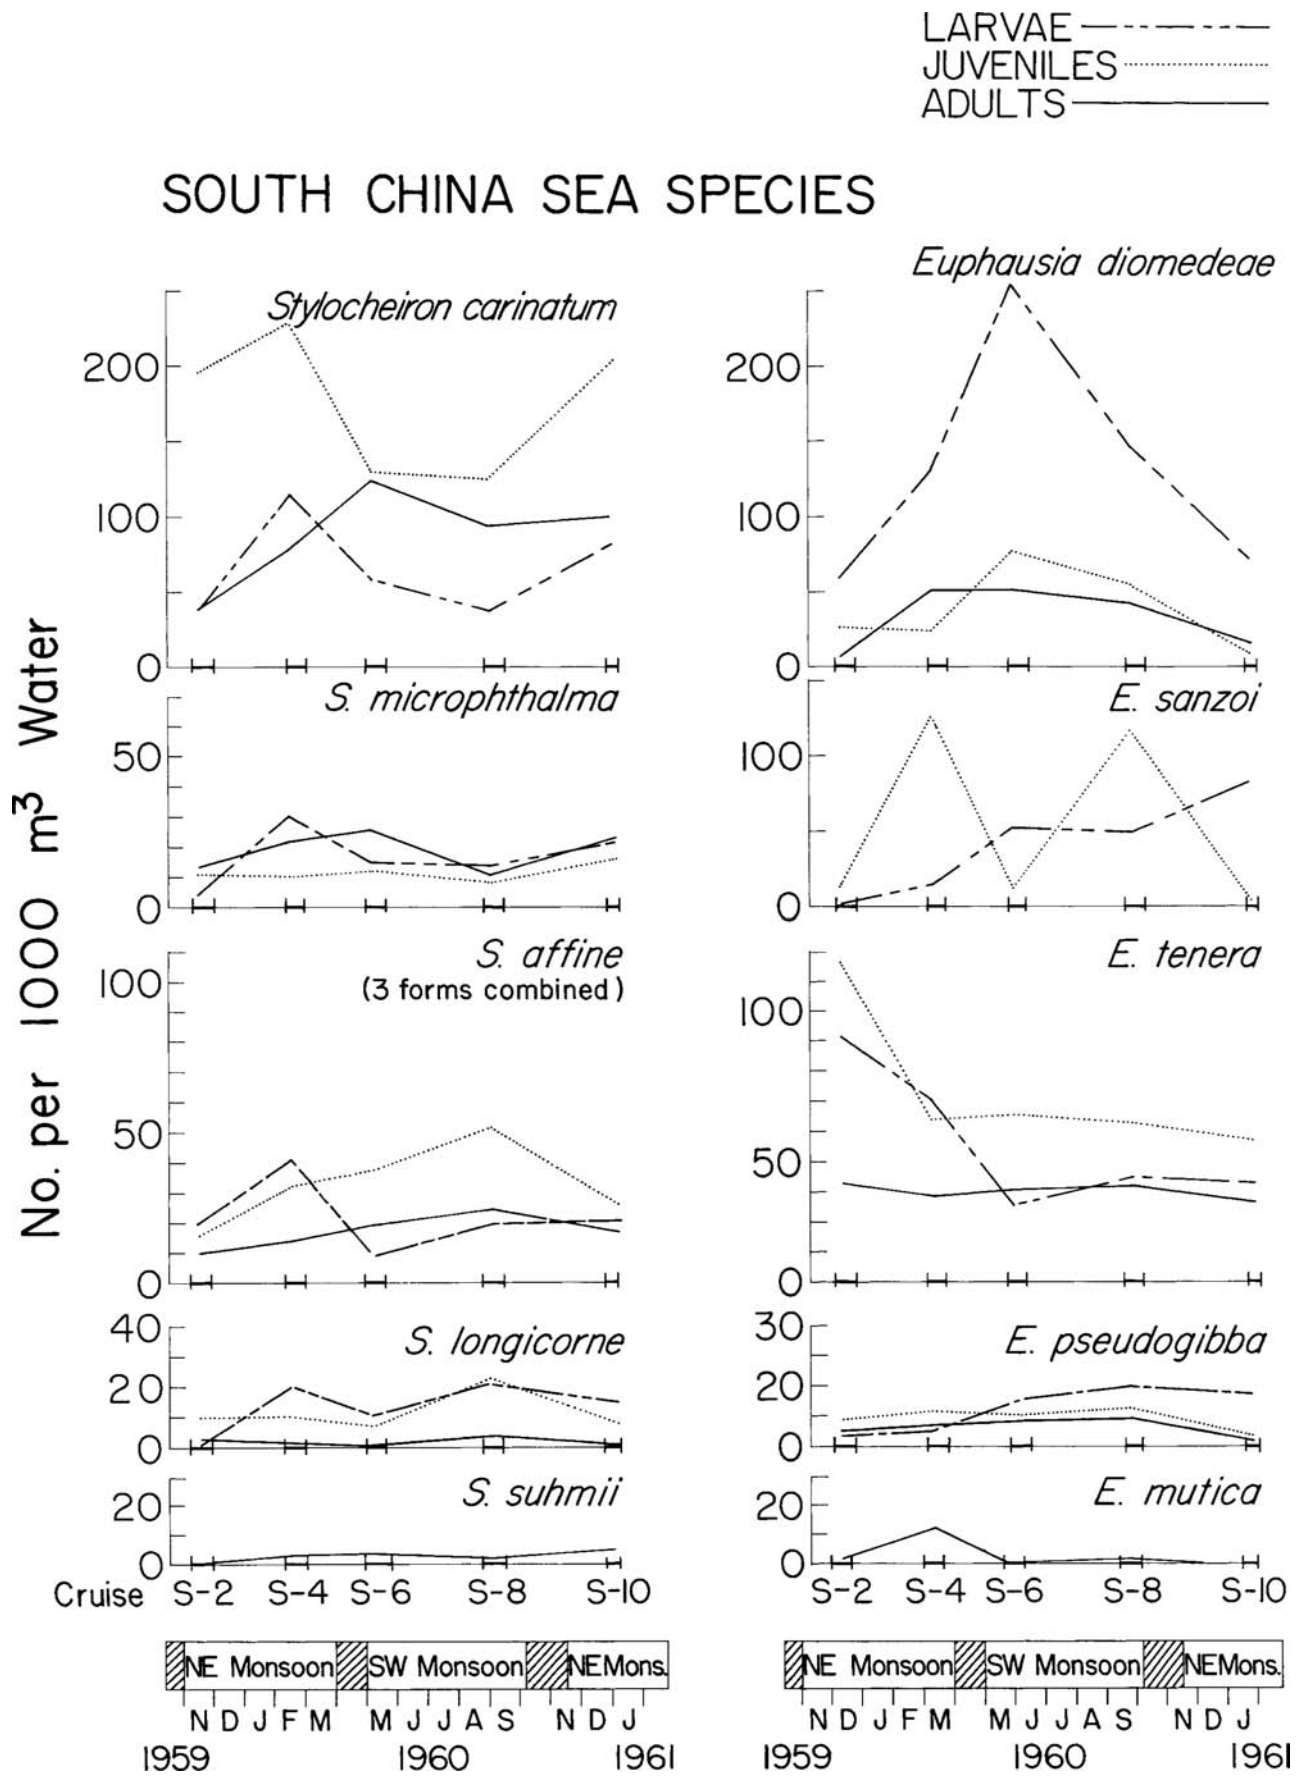 LARVAE
JUVENILES
ADULTS
SOUTH CHINA SEA SPECIES
No. per 1000 m³ Water
Stylocheiron carinatum
200
100
0
S. microphthalma
50
0
S. affine
(3 forms combined)
100
50
0
S. longicorne
40
20
0
S. suhmii
20
0
Cruise S-2 S-4 S-6 S-8 S-10
NE Monsoon SW Monsoon NE Mons.
N D J F M M J J A S N D J
1959 1960 1961
Euphausia diomedeae
200
100
0
E. sanzoi
100
0
E. tenera
100
50
0
E. pseudogibba
30
20
0
E. mutica
20
0
S-2 S-4 S-6 S-8 S-10
NE Monsoon SW Monsoon NE Mons.
N D J F M M J J A S N D J
1959 1960 1961